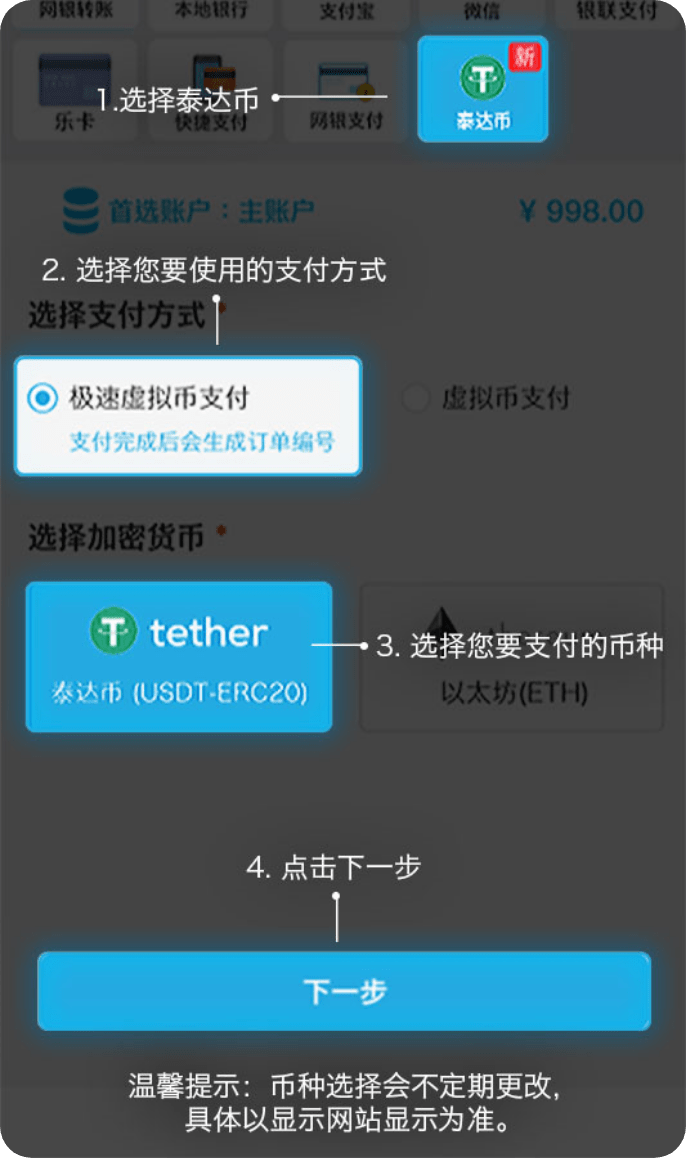 网银转账 本地银行 支付宝 微信 银联支付
新
1.选择泰达币
乐卡 快捷支付 网银支付 泰达币
首选账户：主账户 ¥ 998.00
2. 选择您要使用的支付方式
选择支付方式 *
极速虚拟币支付 虚拟币支付
支付完成后会生成订单编号
选择加密货币 *
tether
3. 选择您要支付的币种
泰达币 (USDT-ERC20) 以太坊(ETH)
4. 点击下一步
下一步
温馨提示：币种选择会不定期更改,
具体以显示网站显示为准。